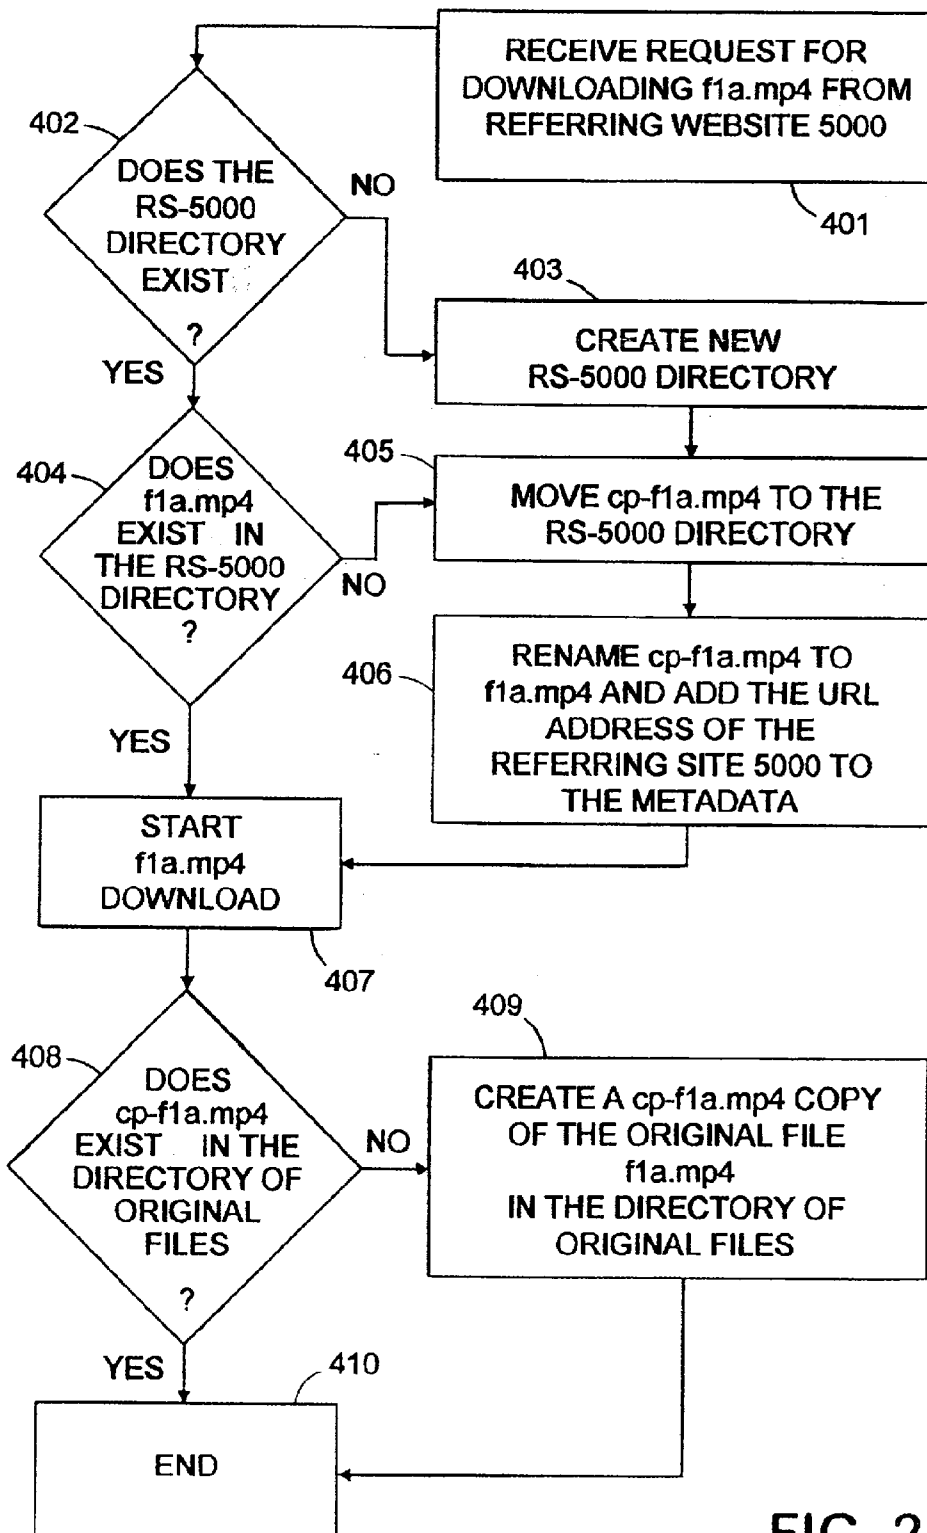 RECEIVE REQUEST FOR
DOWNLOADING f1a.mp4 FROM
REFERRING WEBSITE 5000
401
402
DOES THE
RS-5000
DIRECTORY
EXIST
?
NO
YES
403
CREATE NEW
RS-5000 DIRECTORY
404
DOES
f1a.mp4
EXIST IN
THE RS-5000
DIRECTORY
?
NO
YES
405
MOVE cp-f1a.mp4 TO THE
RS-5000 DIRECTORY
406
RENAME cp-f1a.mp4 TO
f1a.mp4 AND ADD THE URL
ADDRESS OF THE
REFERRING SITE 5000 TO
THE METADATA
START
f1a.mp4
DOWNLOAD
407
408
DOES
cp-f1a.mp4
EXIST IN THE
DIRECTORY OF
ORIGINAL
FILES
?
NO
YES
409
CREATE A cp-f1a.mp4 COPY
OF THE ORIGINAL FILE
f1a.mp4
IN THE DIRECTORY OF
ORIGINAL FILES
410
END
FIG. 2